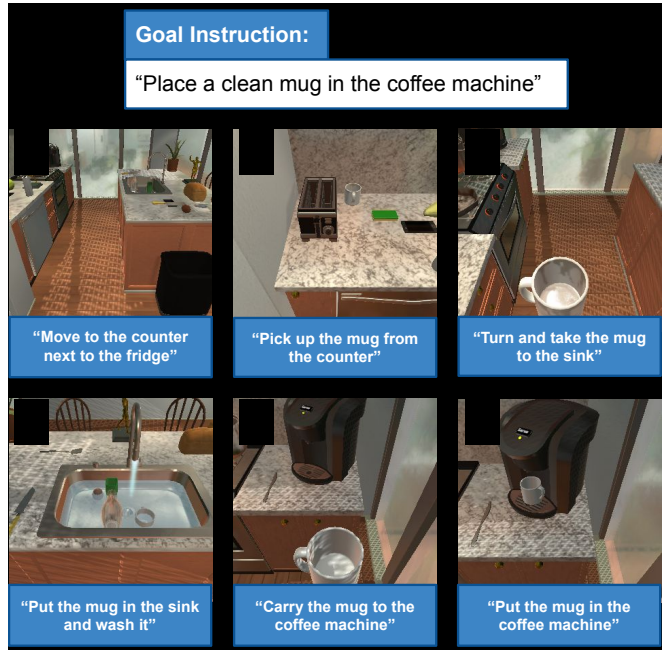 Goal Instruction:
“Place a clean mug in the coffee machine”
“Move to the counter
next to the fridge”
“Pick up the mug from
the counter”
“Turn and take the mug
to the sink”
“Put the mug in the sink
and wash it”
“Carry the mug to the
coffee machine”
“Put the mug in the
coffee machine”